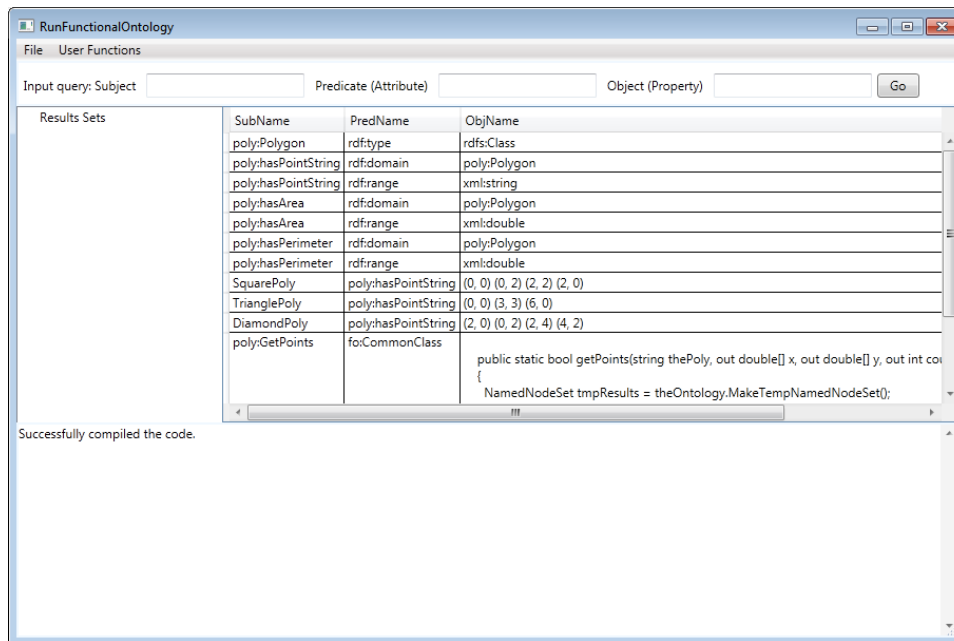 RunFunctionalOntology
File User Functions
Input query: Subject Predicate (Attribute) Object (Property) Go
Results Sets
SubName PredName ObjName
poly:Polygon rdf:type rdfs:Class
poly:hasPointString rdf:domain poly:Polygon
poly:hasPointString rdf:range xml:string
poly:hasArea rdf:domain poly:Polygon
poly:hasArea rdf:range xml:double
poly:hasPerimeter rdf:domain poly:Polygon
poly:hasPerimeter rdf:range xml:double
SquarePoly poly:hasPointString (0, 0) (0, 2) (2, 2) (2, 0)
TrianglePoly poly:hasPointString (0, 0) (3, 3) (6, 0)
DiamondPoly poly:hasPointString (2, 0) (0, 2) (2, 4) (4, 2)
poly:GetPoints fo:CommonClass
public static bool getPoints(string thePoly, out double[] x, out double[] y, out int cou
{
NamedNodeSet tmpResults = theOntology.MakeTempNamedNodeSet();
Successfully compiled the code.